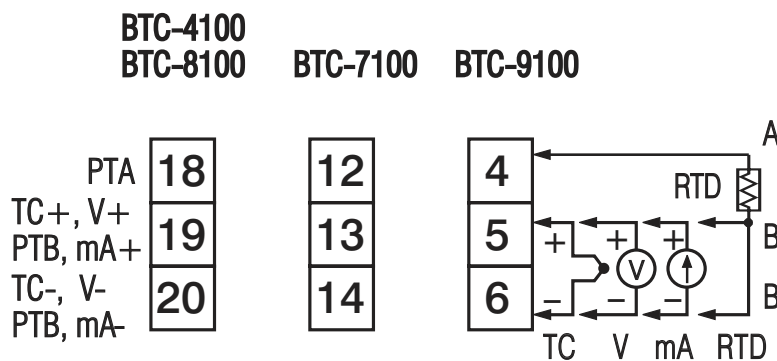 BTC-4100
BTC-8100 BTC-7100 BTC-9100
PTA 18 12 4 A
RTD
TC+, V+
PTB, mA+ 19 13 5 + + + B
V
TC-, V-
PTB, mA- 20 14 6 − − − B
TC V mA RTD